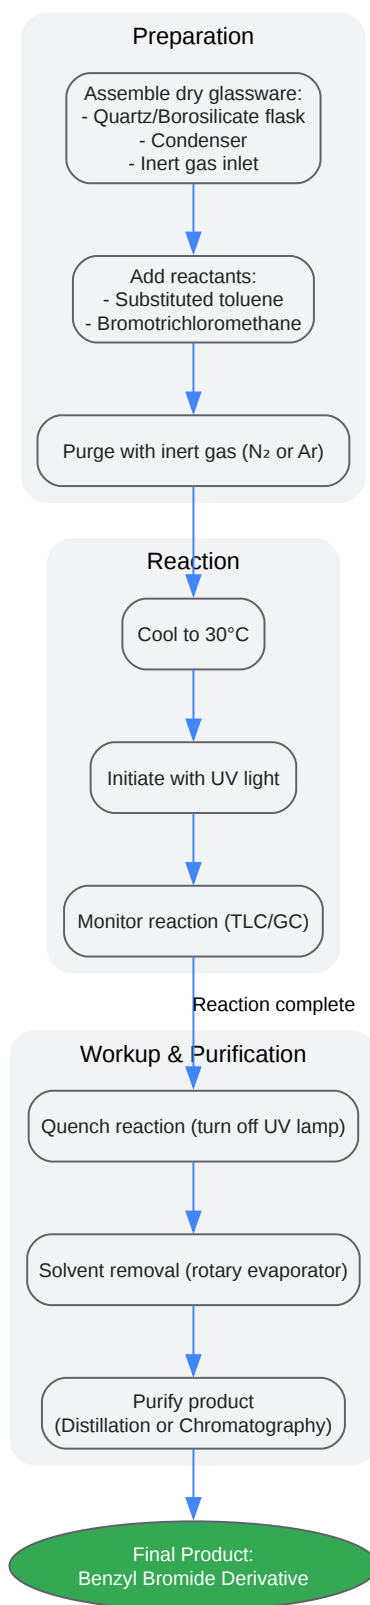 Preparation
Assemble dry glassware:
- Quartz/Borosilicate flask
- Condenser
- Inert gas inlet
Add reactants:
- Substituted toluene
- Bromotrichloromethane
Purge with inert gas (N₂ or Ar)
Reaction
Cool to 30°C
Initiate with UV light
Monitor reaction (TLC/GC)
Reaction complete
Workup & Purification
Quench reaction (turn off UV lamp)
Solvent removal (rotary evaporator)
Purify product
(Distillation or Chromatography)
Final Product:
Benzyl Bromide Derivative